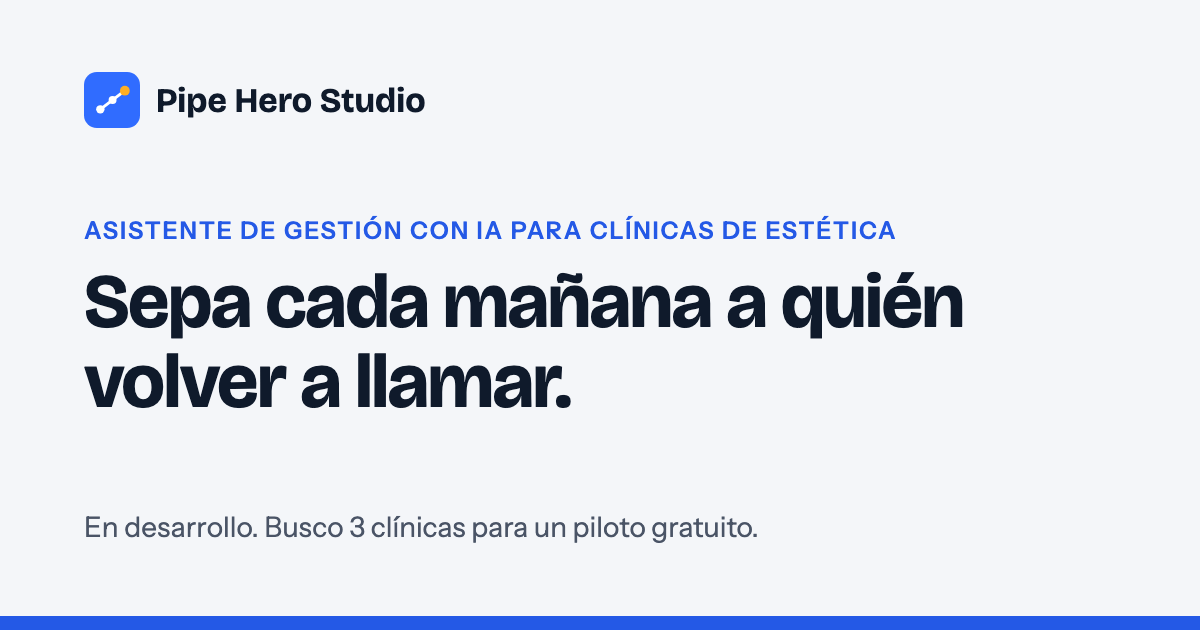 Pipe Hero Studio
ASISTENTE DE GESTIÓN CON IA PARA CLÍNICAS DE ESTÉTICA
Sepa cada mañana a quién
volver a llamar.
En desarrollo. Busco 3 clínicas para un piloto gratuito.